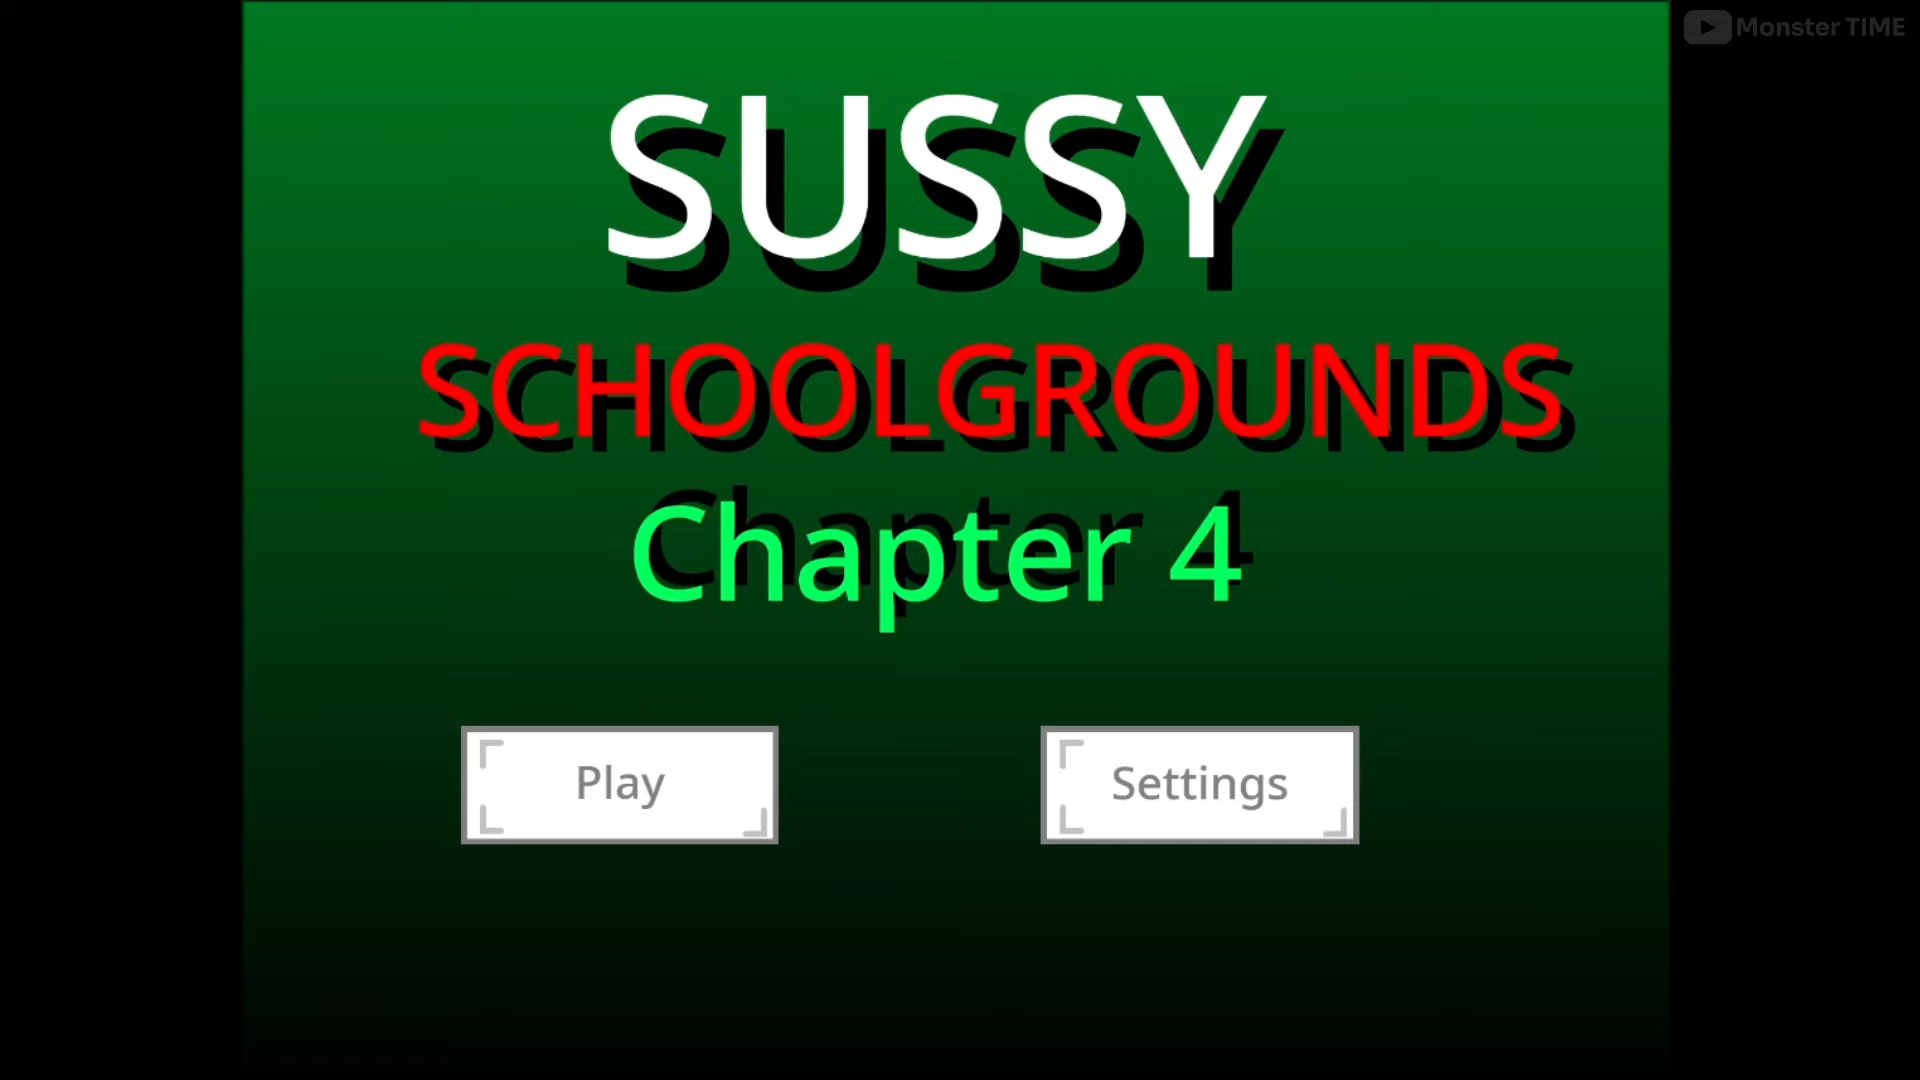 Monster TIME
SUSSY
SCHOOLGROUNDS
Chapter 4
Play
Settings